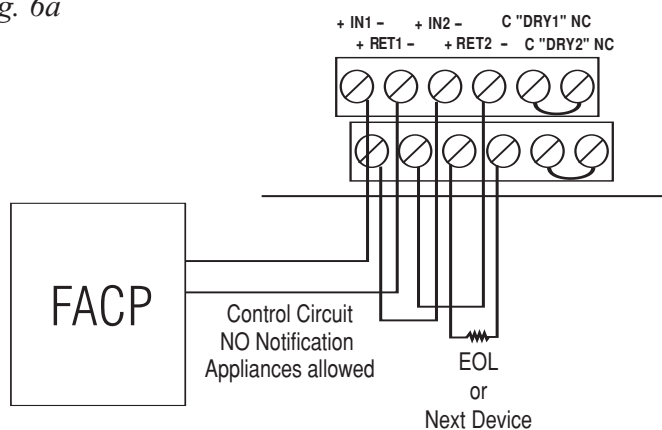 g. 6a
+ IN1 – + IN2 – C "DRY1" NC
+ RET1 – + RET2 – C "DRY2" NC
FACP
Control Circuit
NO Notification
Appliances allowed
EOL
or
Next Device